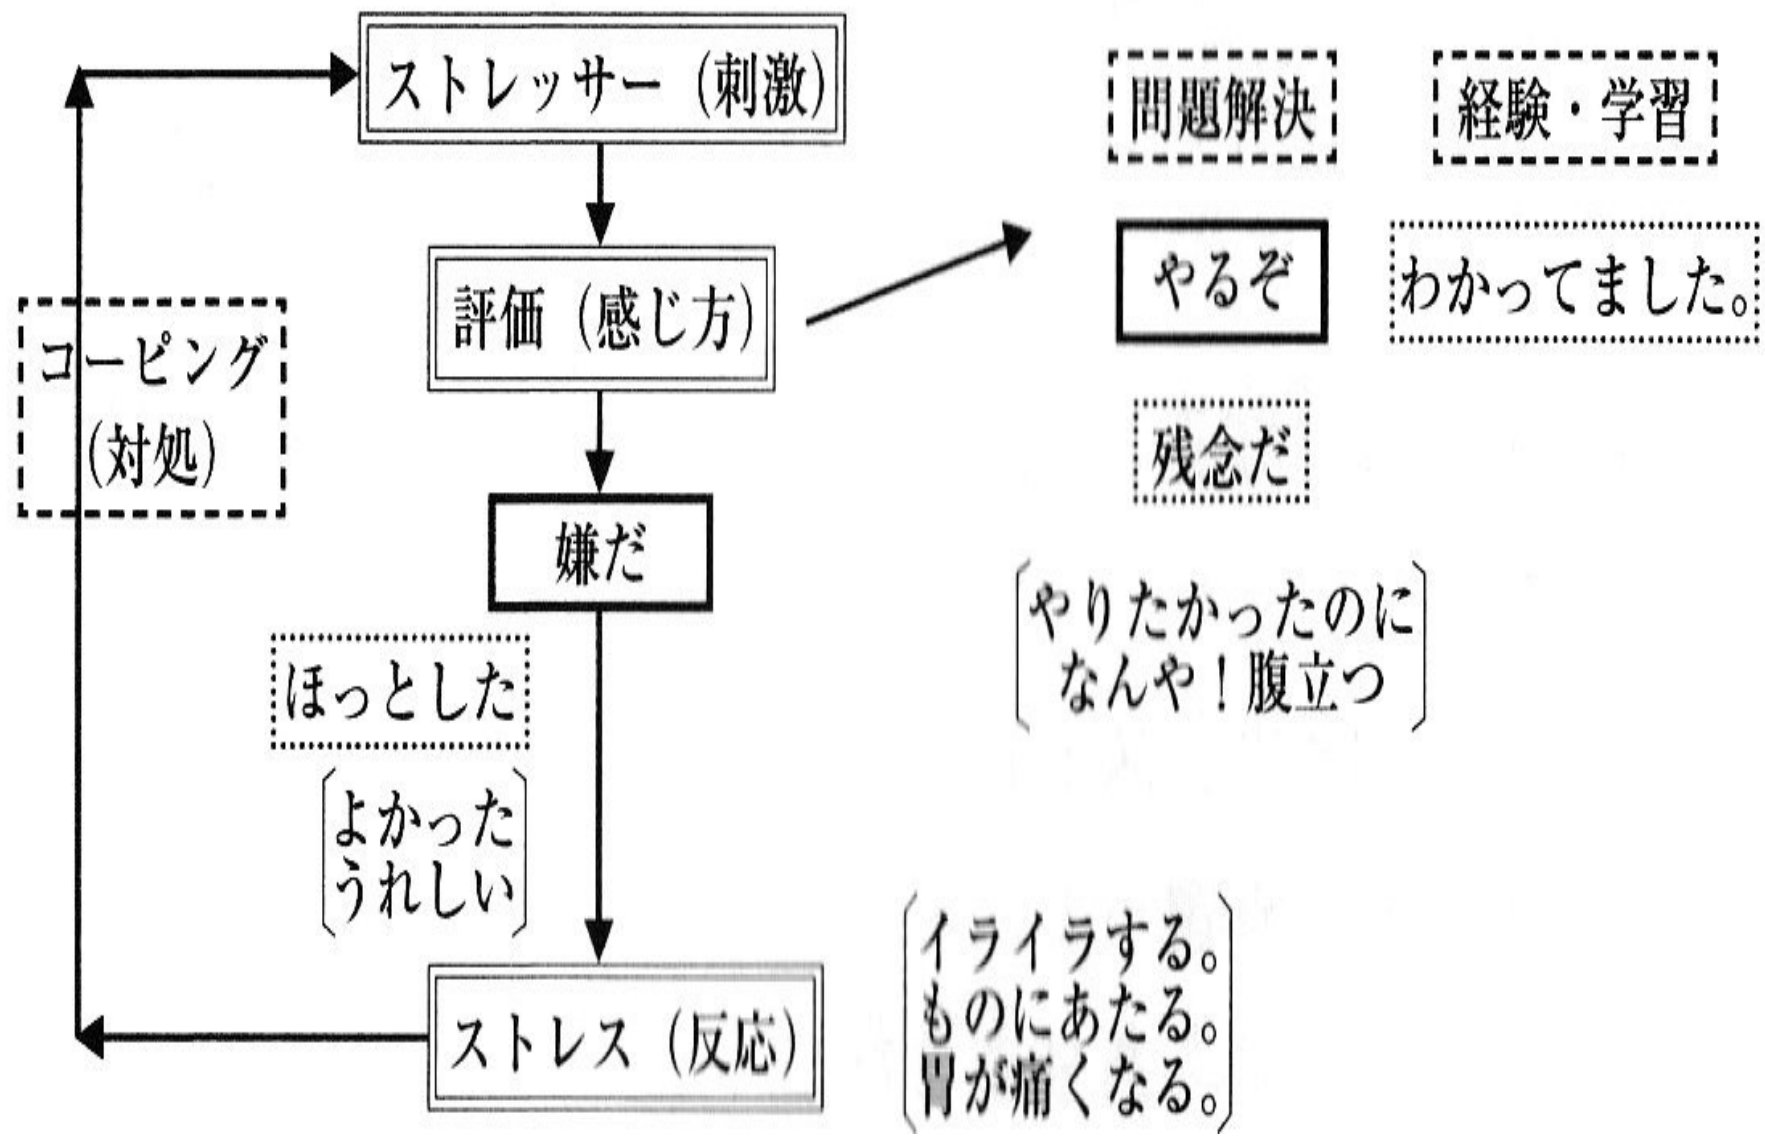 ストレッサー（刺激）
問題解決
経験・学習
評価（感じ方）
やるぞ
わかってました。
コーピング
（対処）
残念だ
嫌だ
やりたかったのに
なんや！腹立つ
ほっとした
よかった
うれしい
イライラする。
ものにあたる。
胃が痛くなる。
ストレス（反応）